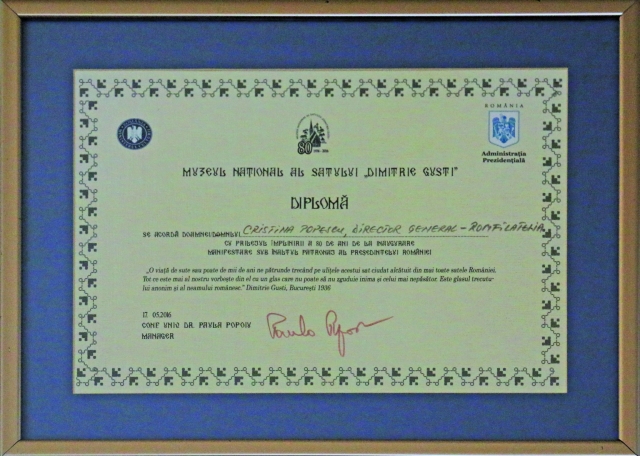 ROMÂNIA
80
Administrația
Prezidențială
MUZEUL NAȚIONAL AL SATULUI „DIMITRIE GUSTI”
DIPLOMĂ
SE ACORDĂ DOAMNEI/DOMNULUI CRISTINA POPESCU, DIRECTOR GENERAL - ROMFILATELIA
CU PRILEJUL ÎMPLINIRII A 80 DE ANI DE LA INAUGURARE
MANIFESTARE SUB ÎNALTUL PATRONAJ AL PREȘEDINTELUI ROMÂNIEI
„O viață de sute sau poate de mii de ani ne pătrunde trecând pe ulițele acestui sat ciudat alcătuit din mai toate satele României.
Tot ce este mai al nostru vorbește din el cu un glas care nu poate să nu zguduie inima și celui mai nepăsător. Este glasul trecutu-
lui anonim și al neamului românesc.” Dimitrie Gusti, București 1936
17. 05.2016
CONF. UNIV. DR. PAULA POPOIU
MANAGER